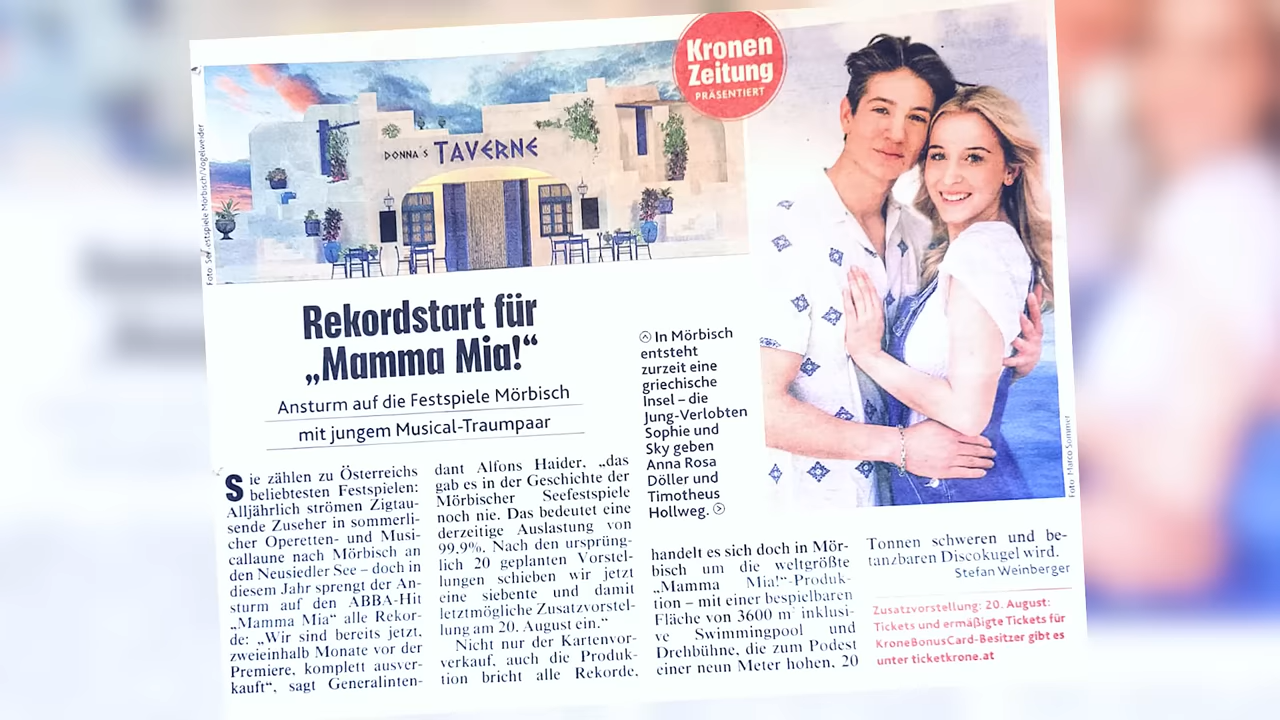 Kronen
Zeitung
PRÄSENTIERT
DONNA'S TAVERNE
Foto: Seefestspiele Mörbisch/Vogelweider
Rekordstart für
„Mamma Mia!“
Ansturm auf die Festspiele Mörbisch
mit jungem Musical-Traumpaar
In Mörbisch
entsteht
zurzeit eine
griechische
Insel – die
Jung-Verlobten
Sophie und
Sky geben
Anna Rosa
Döller und
Timotheus
Hollweg.
Foto: Marco Sommer
Sie zählen zu Österreichs
beliebtesten Festspielen:
Alljährlich strömen Zigtau-
sende Zuseher in sommerli-
cher Operetten- und Musi-
callaune nach Mörbisch an
den Neusiedler See – doch in
diesem Jahr sprengt der An-
sturm auf den ABBA-Hit
„Mamma Mia“ alle Rekor-
de: „Wir sind bereits jetzt,
zweieinhalb Monate vor der
Premiere, komplett ausver-
kauft“, sagt Generalinten-
dant Alfons Haider, „das
gab es in der Geschichte der
Mörbischer Seefestspiele
noch nie. Das bedeutet eine
derzeitige Auslastung von
99,9%. Nach den ursprüng-
lich 20 geplanten Vorstel-
lungen schieben wir jetzt
eine siebente und damit
letztmögliche Zusatzvorstel-
lung am 20. August ein.“
Nicht nur der Kartenvor-
verkauf, auch die Produk-
tion bricht alle Rekorde,
handelt es sich doch in Mör-
bisch um die weltgrößte
„Mamma Mia!“-Produk-
tion – mit einer bespielbaren
Fläche von 3600 m² inklusi-
ve Swimmingpool und
Drehbühne, die zum Podest
einer neun Meter hohen, 20
Tonnen schweren und be-
tanzbaren Discokugel wird.
Stefan Weinberger
Zusatzvorstellung: 20. August:
Tickets und ermäßigte Tickets für
KroneBonusCard-Besitzer gibt es
unter ticketkrone.at